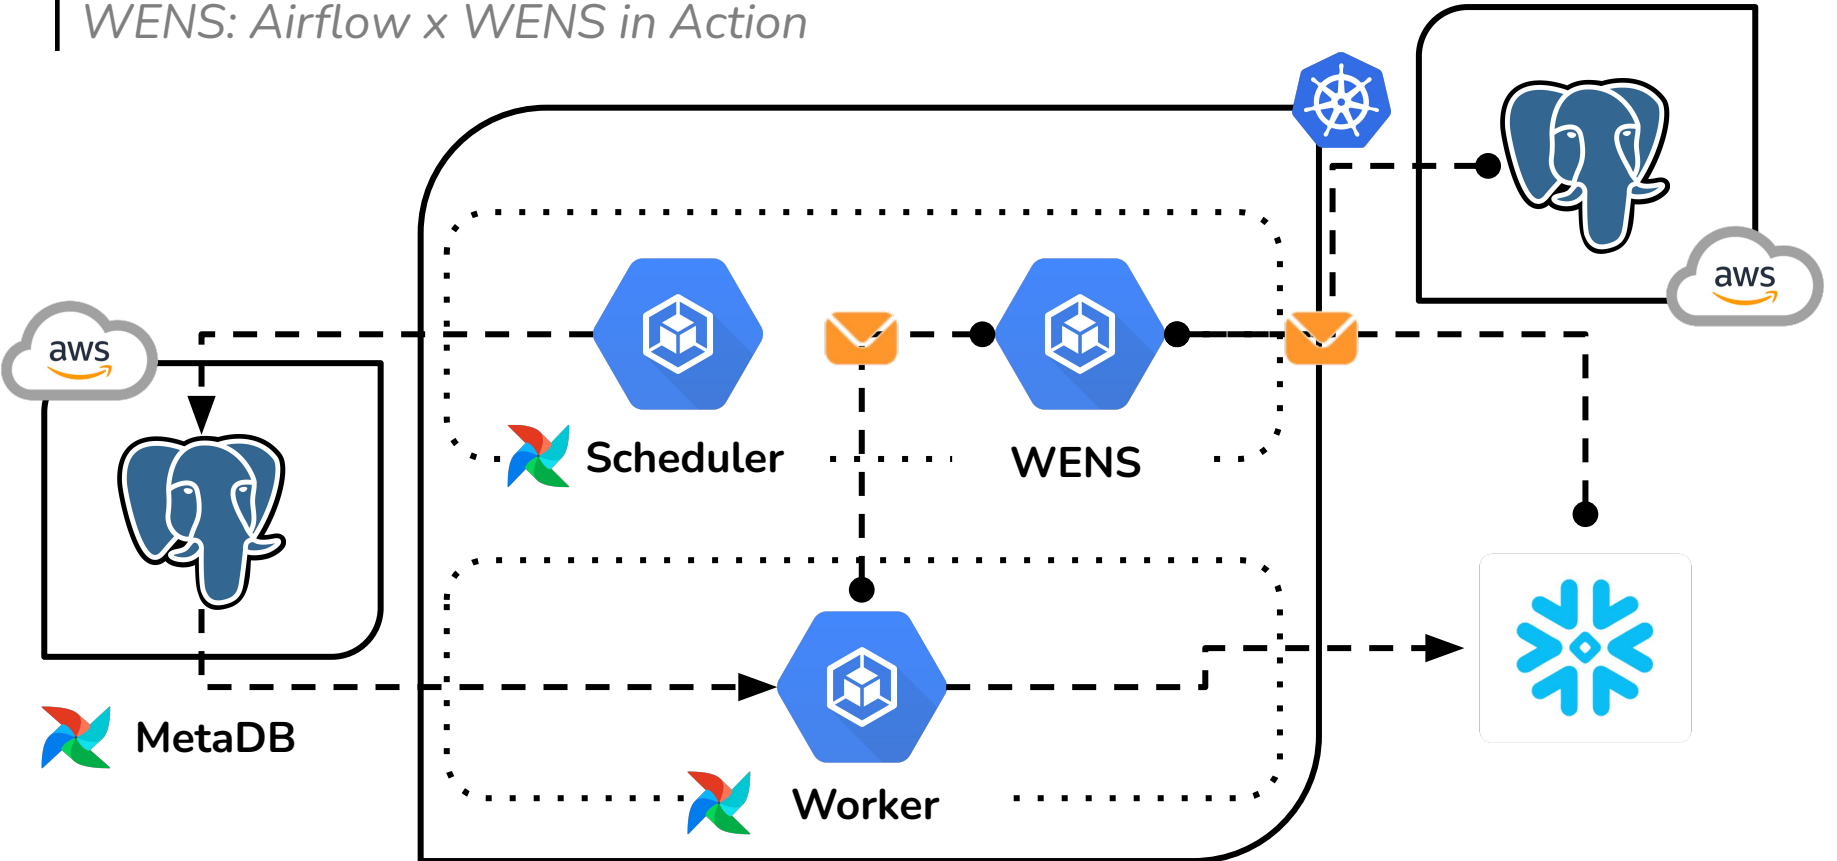 WENS: Airflow x WENS in Action
aws
aws
Scheduler
WENS
MetaDB
Worker